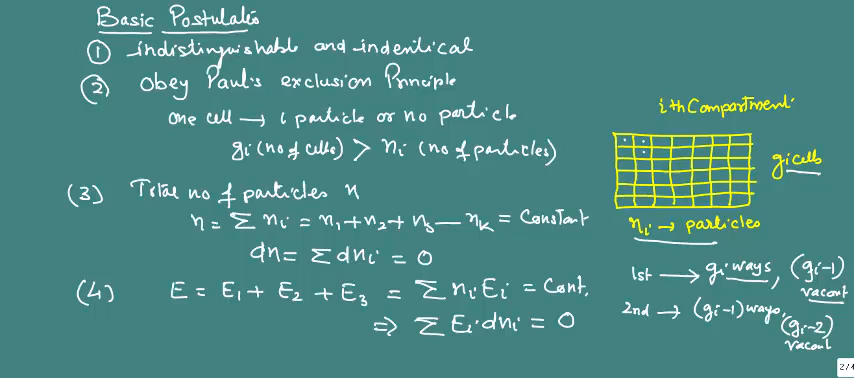 Basic Postulates
① indistinguishable and indentical
② Obey Paul's exclusion Principle
one cell → 1 particle or no particle
gi (no of cells) > ni (no of particles)
(3) Total no of particles n
n = Σ ni = n1 + n2 + n3 — nk = Constant
dn = Σ dni = 0
(4) E = E1 + E2 + E3 = Σ ni Ei = Cont.
⇒ Σ Ei dni = 0
ith Compartment
gi cells
ni → particles
1st → gi ways, (gi-1) vacant
2nd → (gi-1) ways, (gi-2) vacant
2/4